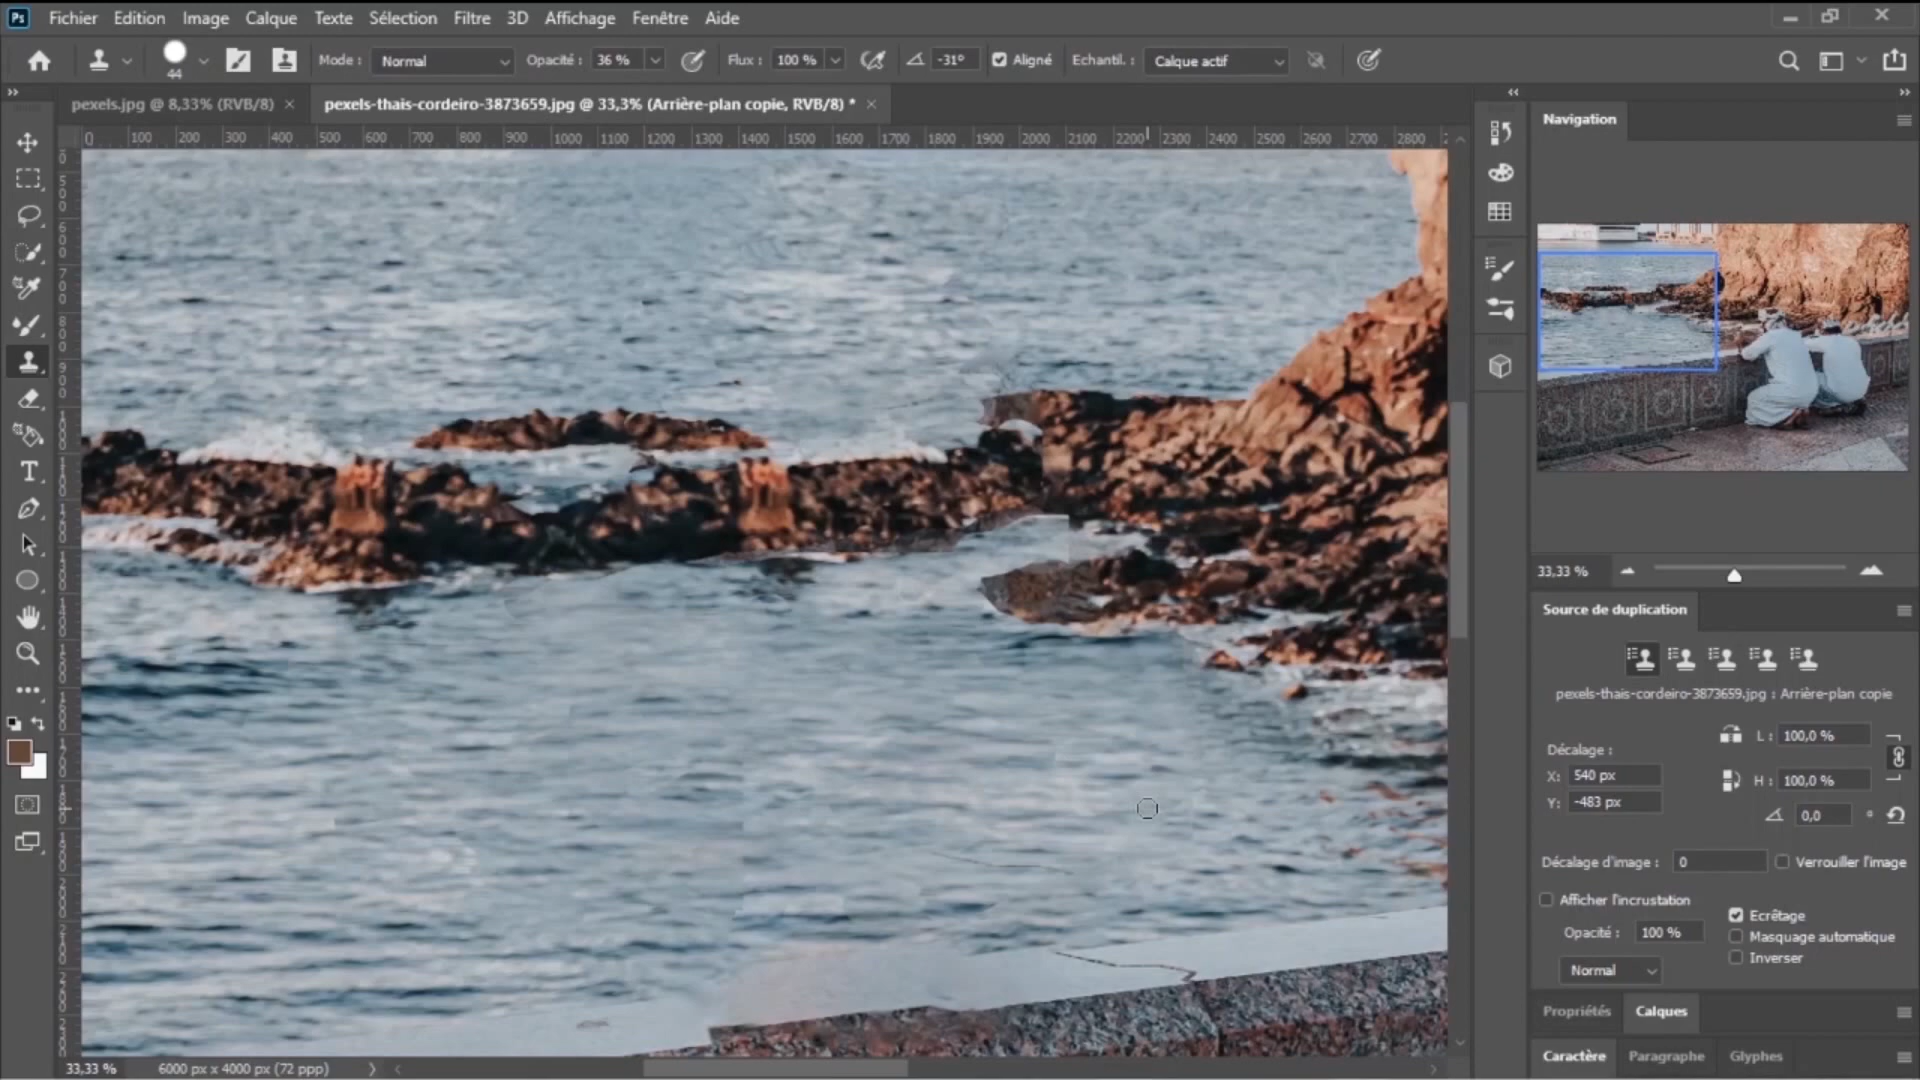 Ps Fichier Edition Image Calque Texte Sélection Filtre 3D Affichage Fenêtre Aide
44 Mode : Normal Opacité : 36 % Flux : 100 % -31° Aligné Echantil. : Calque actif
pexels.jpg @ 8,33% (RVB/8) × pexels-thais-cordeiro-3873659.jpg @ 33,3% (Arrière-plan copie, RVB/8) * ×
0 100 200 300 400 500 600 700 800 900 1000 1100 1200 1300 1400 1500 1600 1700 1800 1900 2000 2100 2200 2300 2400 2500 2600 2700 2800
Navigation
33,33 %
Source de duplication
pexels-thais-cordeiro-3873659.jpg : Arrière-plan copie
L : 100,0 %
Décalage :
X: 540 px
H : 100,0 %
Y: -483 px
0,0 °
Décalage d'image : 0 Verrouiller l'image
Afficher l'incrustation
Ecrêtage
Opacité : 100 %
Masquage automatique
Inverser
Normal
Propriétés Calques
Caractère Paragraphe Glyphes
33,33 % 6000 px x 4000 px (72 ppp)